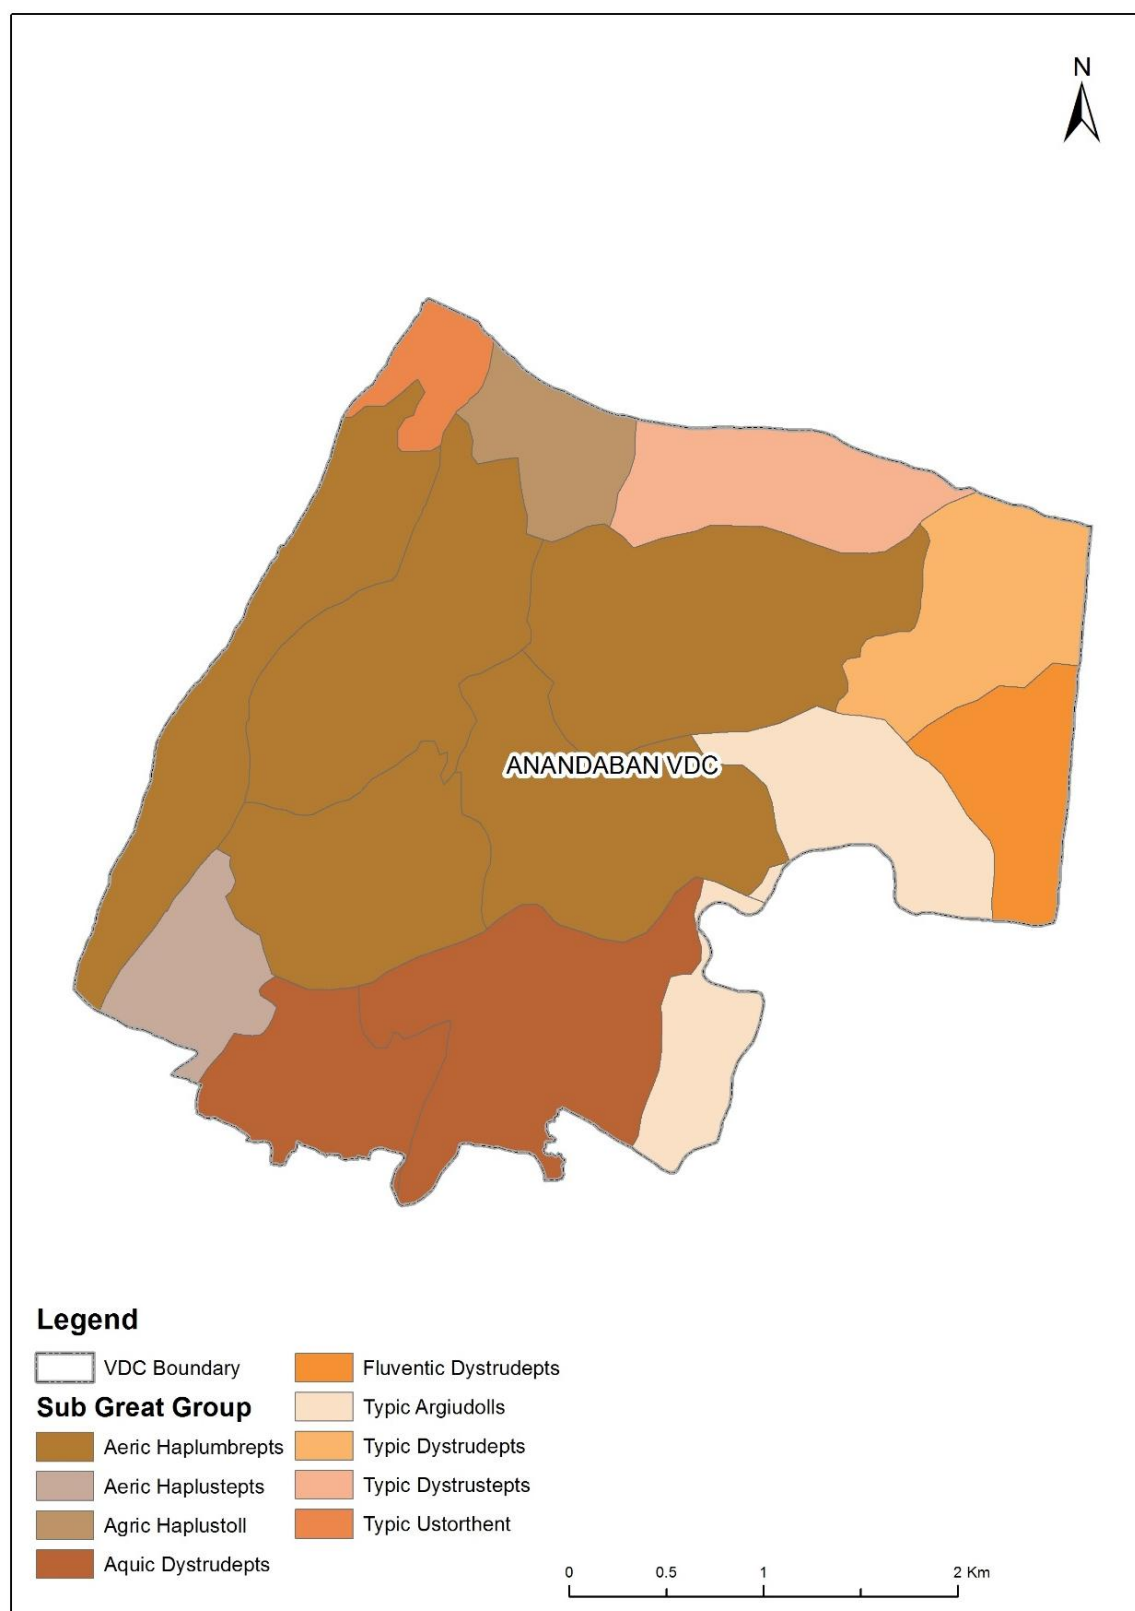 N
ANANDABAN VDC
Legend
VDC Boundary
Sub Great Group
Aeric Haplumbrepts
Aeric Haplustepts
Agric Haplustoll
Aquic Dystrudepts
Fluventic Dystrudepts
Typic Argiudolls
Typic Dystrudepts
Typic Dystrustepts
Typic Ustorthent
0 0.5 1 2 Km